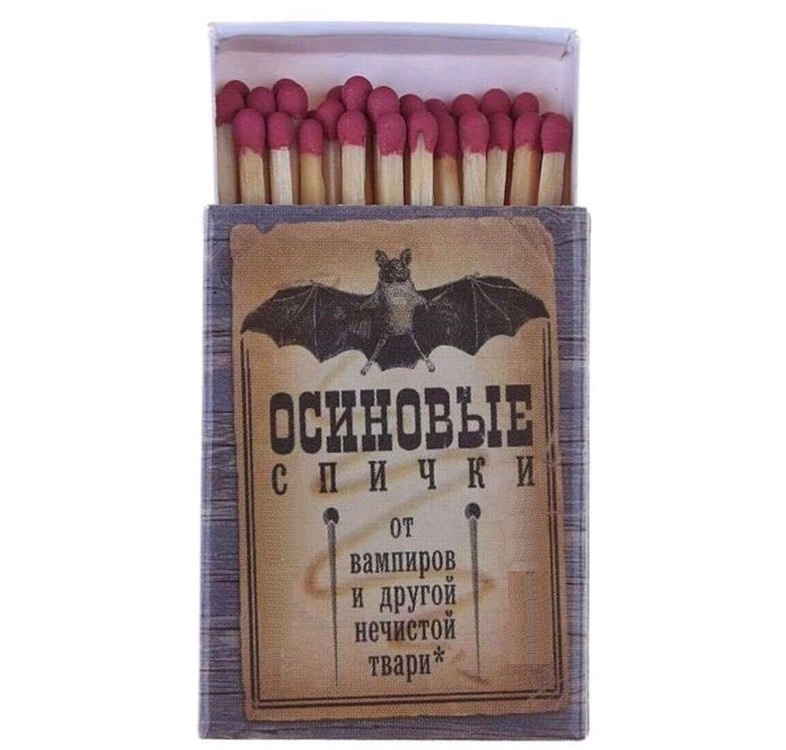 ОСИНОВЫЕ
СПИЧКИ
от
вампиров
и другой
нечистой
твари*